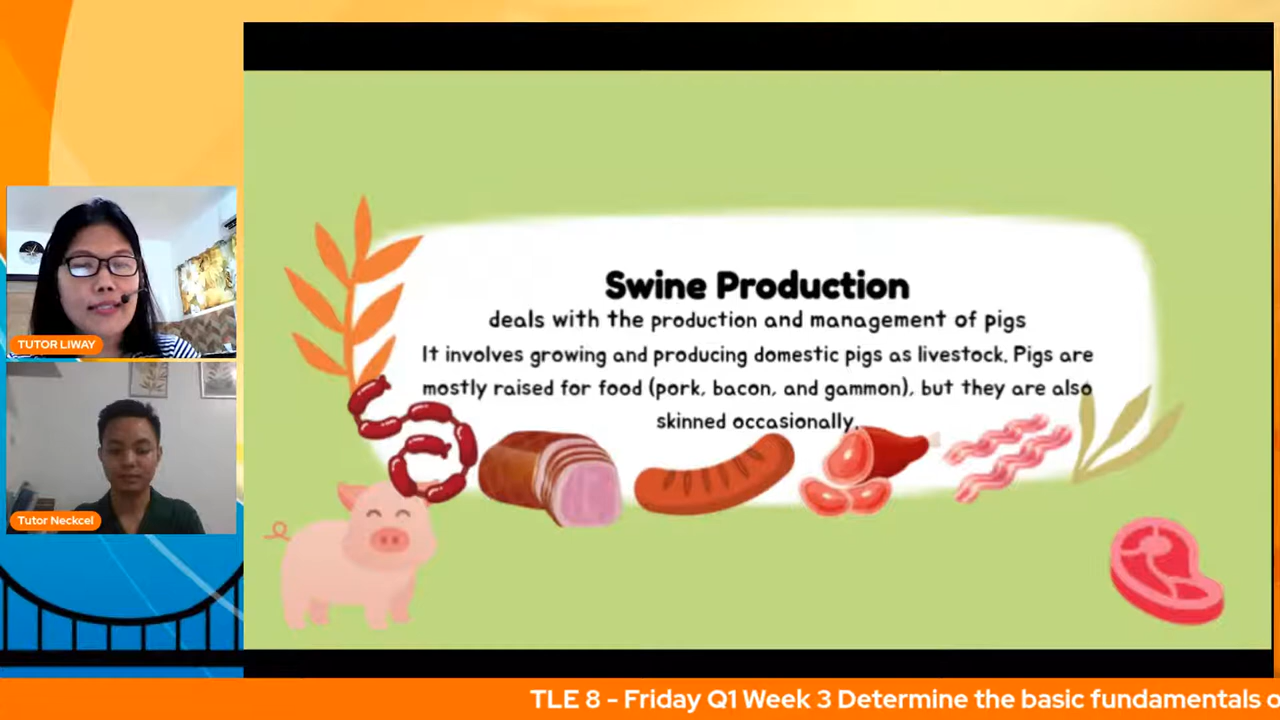 Swine Production
deals with the production and management of pigs
It involves growing and producing domestic pigs as livestock. Pigs are
mostly raised for food (pork, bacon, and gammon), but they are also
skinned occasionally.
TUTOR LIWAY
Tutor Neckcel
TLE 8 - Friday Q1 Week 3 Determine the basic fundamentals